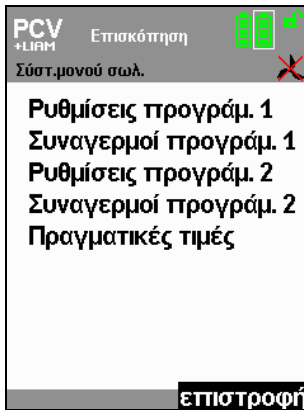 PCV Επισκόπηση
+LIAM
Σύστ.μονού σωλ.
Ρυθμίσεις προγράμ. 1
Συναγερμοί προγράμ. 1
Ρυθμίσεις προγράμ. 2
Συναγερμοί προγράμ. 2
Πραγματικές τιμές
επιστροφή